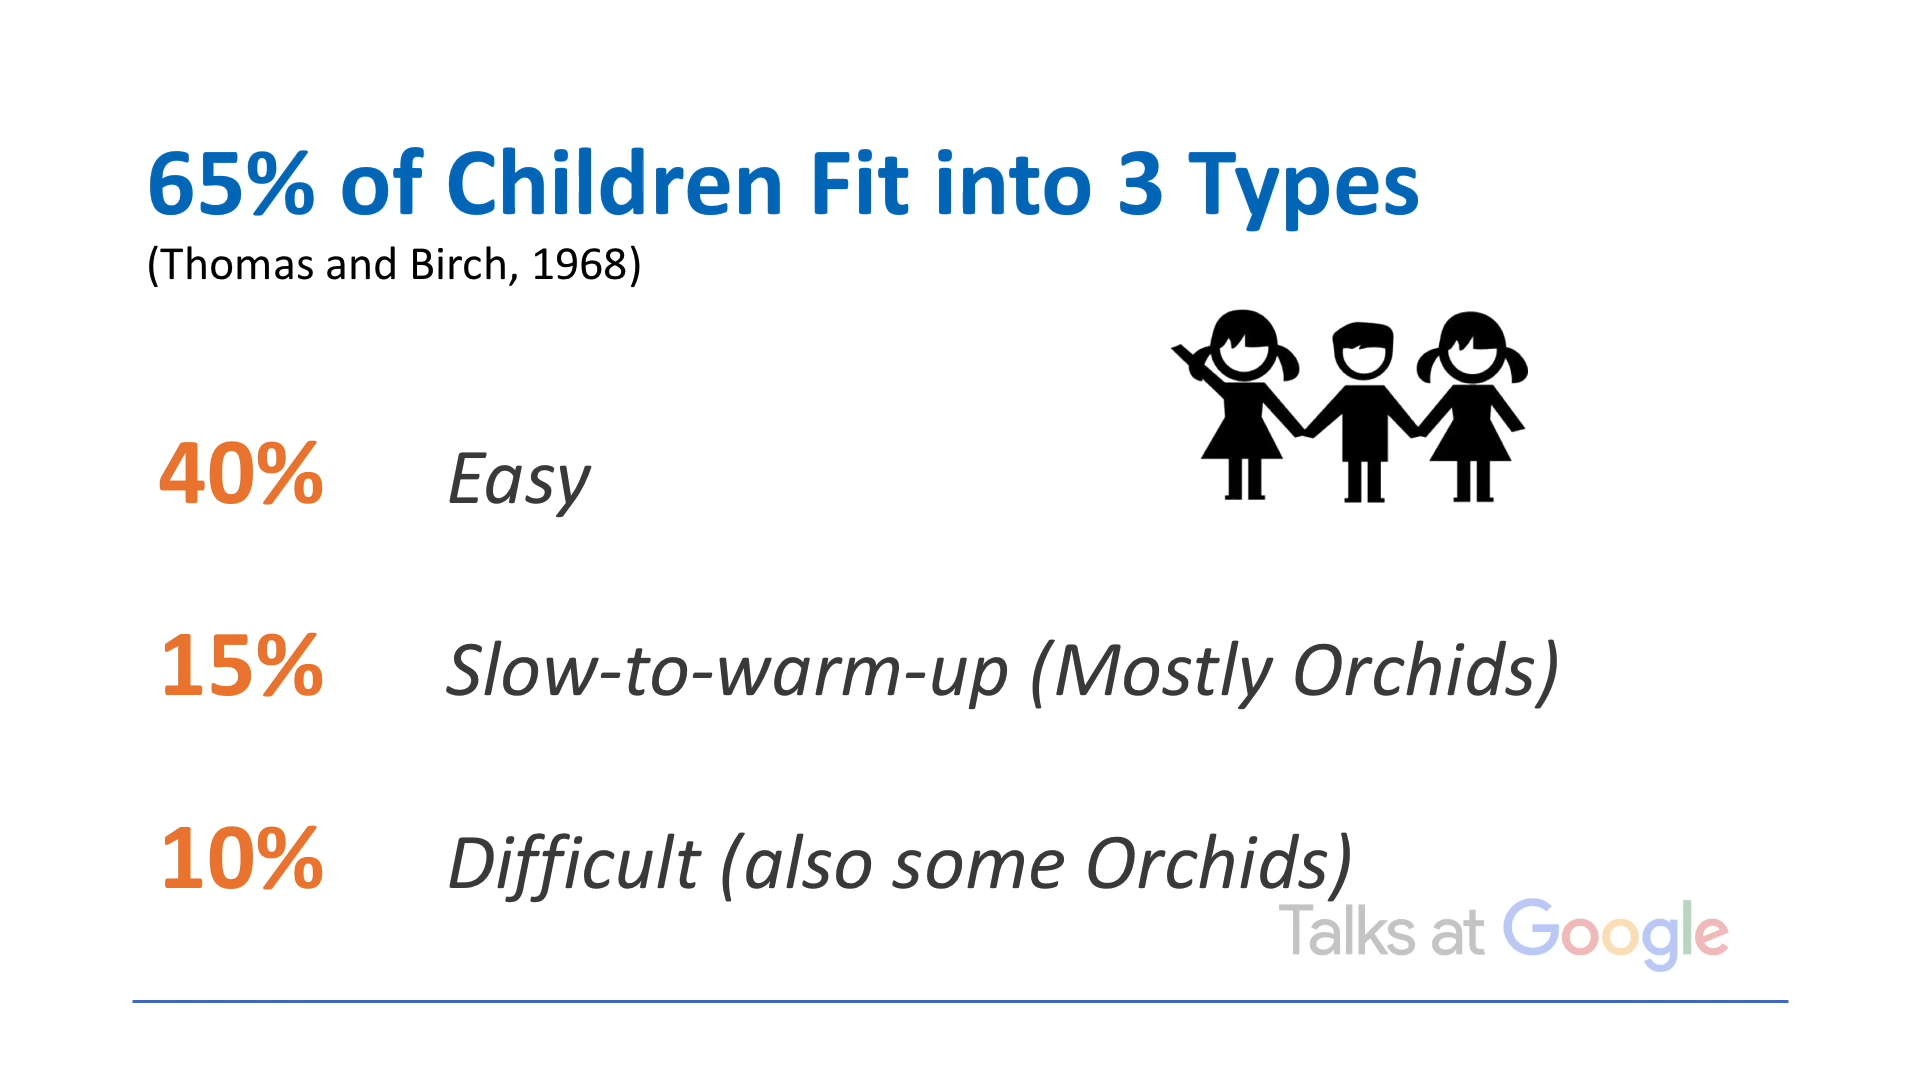 65% of Children Fit into 3 Types
(Thomas and Birch, 1968)
40% Easy
15% Slow-to-warm-up (Mostly Orchids)
10% Difficult (also some Orchids)
Talks at Google